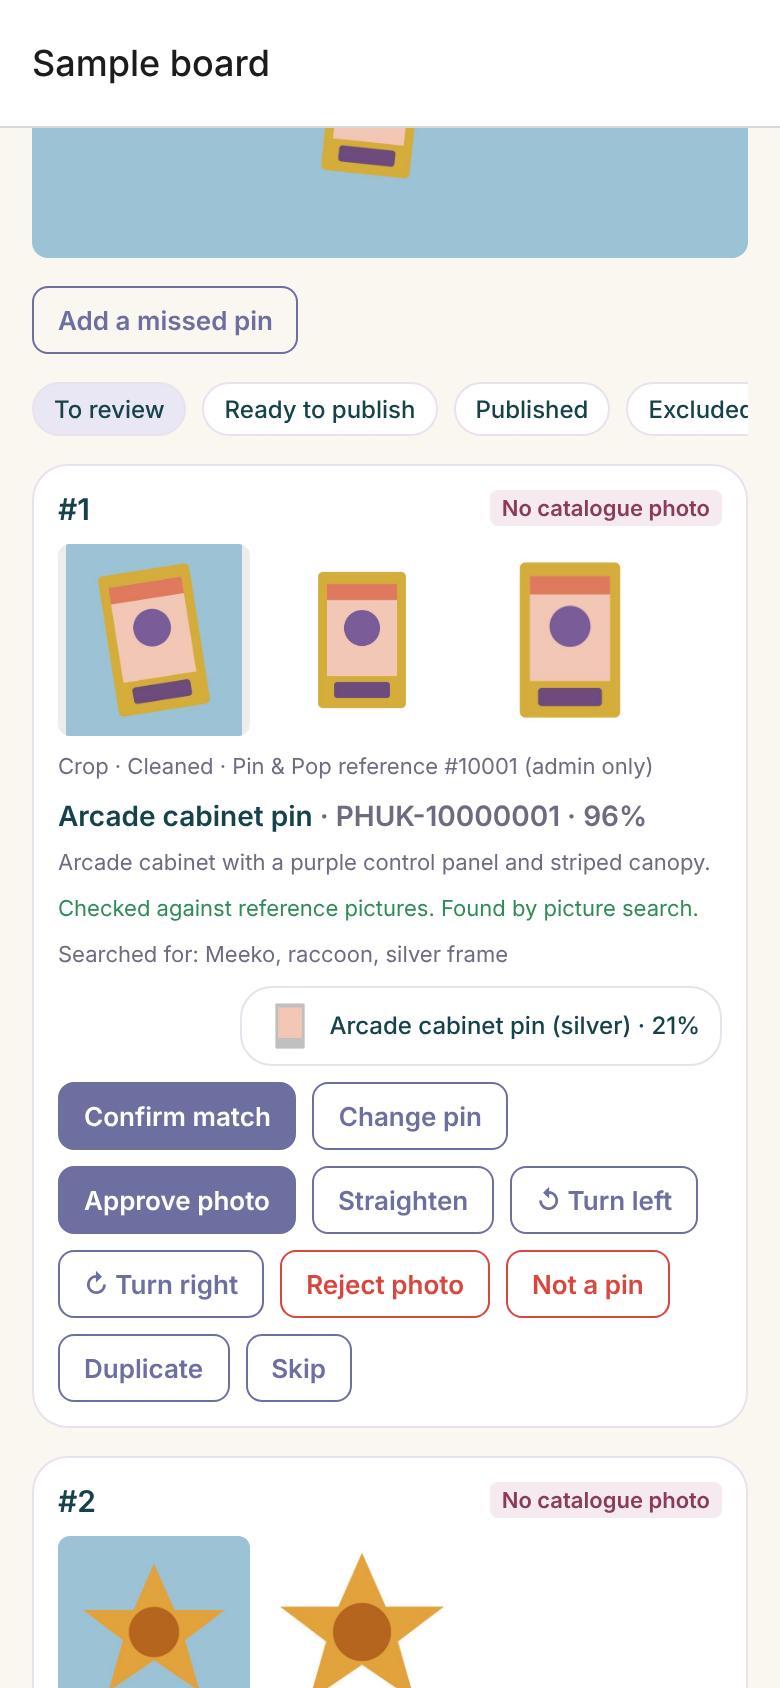 Sample board
Add a missed pin
To review
Ready to publish
Published
Excluded
#1
No catalogue photo
Crop · Cleaned · Pin & Pop reference #10001 (admin only)
Arcade cabinet pin · PHUK-10000001 · 96%
Arcade cabinet with a purple control panel and striped canopy.
Checked against reference pictures. Found by picture search.
Searched for: Meeko, raccoon, silver frame
Arcade cabinet pin (silver) · 21%
Confirm match
Change pin
Approve photo
Straighten
↺ Turn left
↻ Turn right
Reject photo
Not a pin
Duplicate
Skip
#2
No catalogue photo